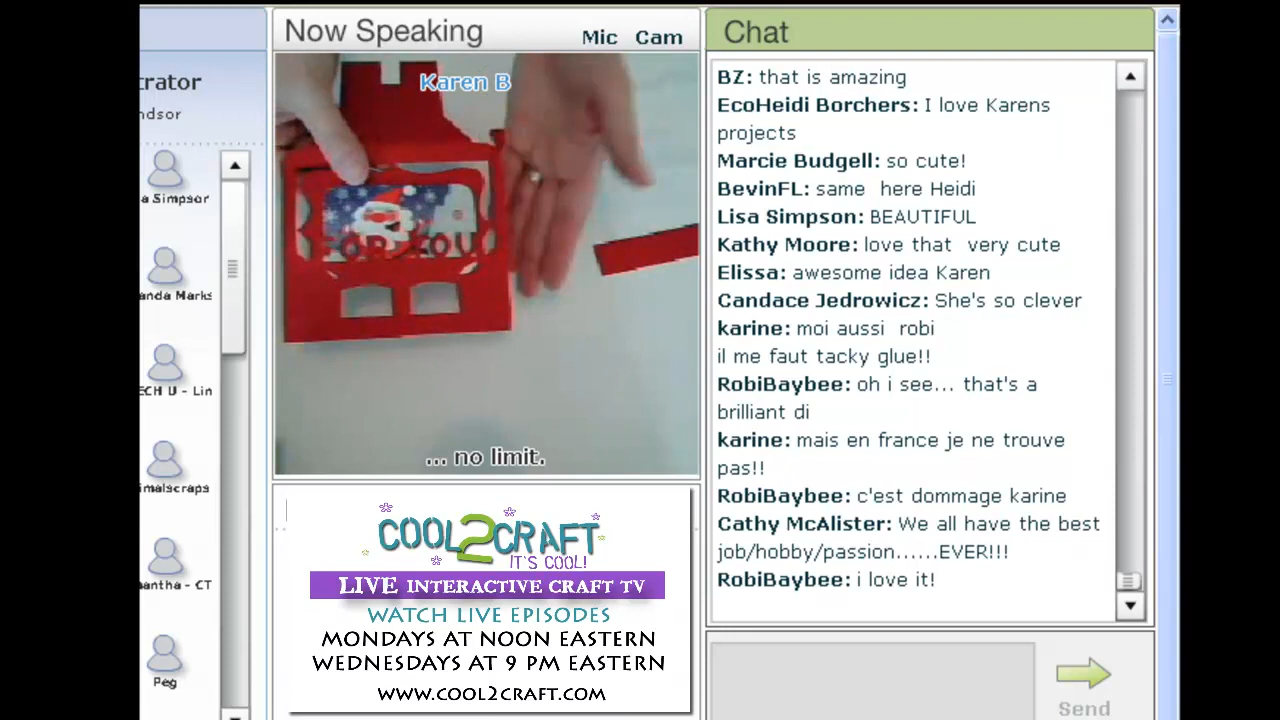 trator
ndsor
a Simpsor
anda Marks
ECH U - Lin
imalscraps
nantha - CT
Peg
Now Speaking
Mic Cam
Karen B
FOR YOU
... no limit.
COOL2CRAFT
IT'S COOL!
LIVE INTERACTIVE CRAFT TV
WATCH LIVE EPISODES
MONDAYS AT NOON EASTERN
WEDNESDAYS AT 9 PM EASTERN
WWW.COOL2CRAFT.COM
Chat
BZ: that is amazing
EcoHeidi Borchers: I love Karens
projects
Marcie Budgell: so cute!
BevinFL: same here Heidi
Lisa Simpson: BEAUTIFUL
Kathy Moore: love that very cute
Elissa: awesome idea Karen
Candace Jedrowicz: She's so clever
karine: moi aussi robi
il me faut tacky glue!!
RobiBaybee: oh i see... that's a
brilliant di
karine: mais en france je ne trouve
pas!!
RobiBaybee: c'est dommage karine
Cathy McAlister: We all have the best
job/hobby/passion......EVER!!!
RobiBaybee: i love it!
Send